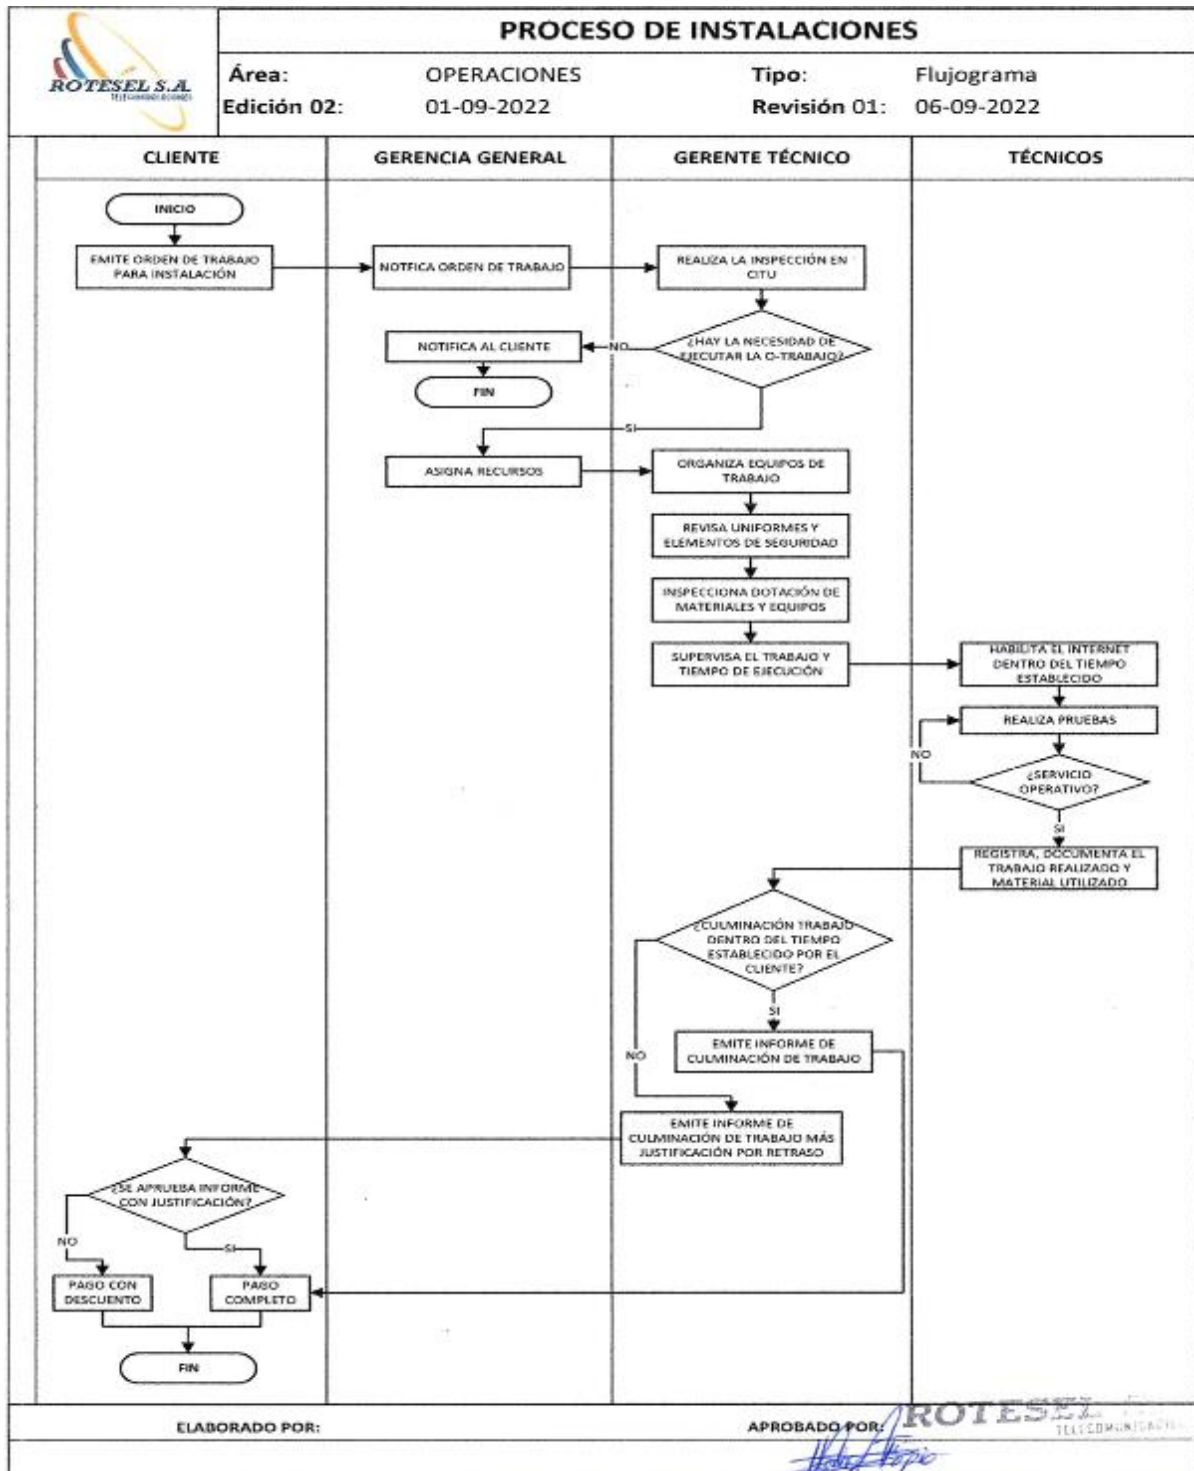 PROCESO DE INSTALACIONES
ROTESEL S.A.
TELECOMUNICACIONES
Área: OPERACIONES Tipo: Flujograma
Edición 02: 01-09-2022 Revisión 01: 06-09-2022
CLIENTE GERENCIA GENERAL GERENTE TÉCNICO TÉCNICOS
INICIO
EMITE ORDEN DE TRABAJO
PARA INSTALACIÓN
NOTFICA ORDEN DE TRABAJO
REALIZA LA INSPECCIÓN EN
CITU
¿HAY LA NECESIDAD DE
EJECUTAR LA O-TRABAJO?
NO
NOTIFICA AL CLIENTE
FIN
SI
ASIGNA RECURSOS
ORGANIZA EQUIPOS DE
TRABAJO
REVISA UNIFORMES Y
ELEMENTOS DE SEGURIDAD
INSPECCIONA DOTACIÓN DE
MATERIALES Y EQUIPOS
SUPERVISA EL TRABAJO Y
TIEMPO DE EJECUCIÓN
HABILITA EL INTERNET
DENTRO DEL TIEMPO
ESTABLECIDO
REALIZA PRUEBAS
NO
¿SERVICIO
OPERATIVO?
SI
REGISTRA, DOCUMENTA EL
TRABAJO REALIZADO Y
MATERIAL UTILIZADO
¿CULMINACIÓN TRABAJO
DENTRO DEL TIEMPO
ESTABLECIDO POR EL
CLIENTE?
SI
EMITE INFORME DE
CULMINACIÓN DE TRABAJO
NO
EMITE INFORME DE
CULMINACIÓN DE TRABAJO MÁS
JUSTIFICACIÓN POR RETRASO
¿SE APRUEBA INFORME
CON JUSTIFICACIÓN?
NO
SI
PAGO CON
DESCUENTO
PAGO
COMPLETO
FIN
ELABORADO POR: APROBADO POR:
ROTESEL